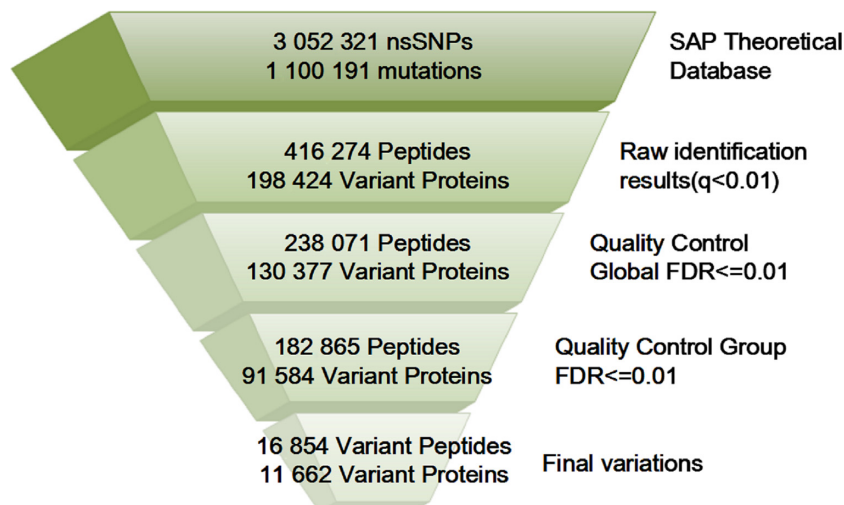 3 052 321 nsSNPs
1 100 191 mutations
SAP Theoretical
Database
416 274 Peptides
198 424 Variant Proteins
Raw identification
results(q<0.01)
238 071 Peptides
130 377 Variant Proteins
Quality Control
Global FDR<=0.01
182 865 Peptides
91 584 Variant Proteins
Quality Control Group
FDR<=0.01
16 854 Variant Peptides
11 662 Variant Proteins
Final variations